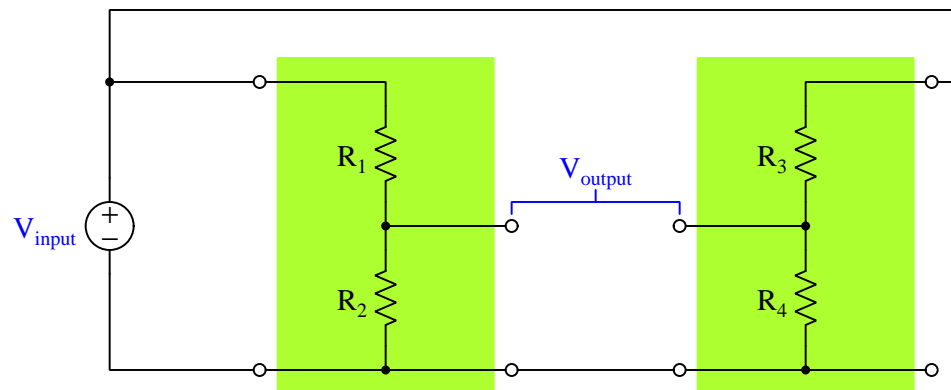 R1
R3
Voutput
Vinput
+
−
R2
R4